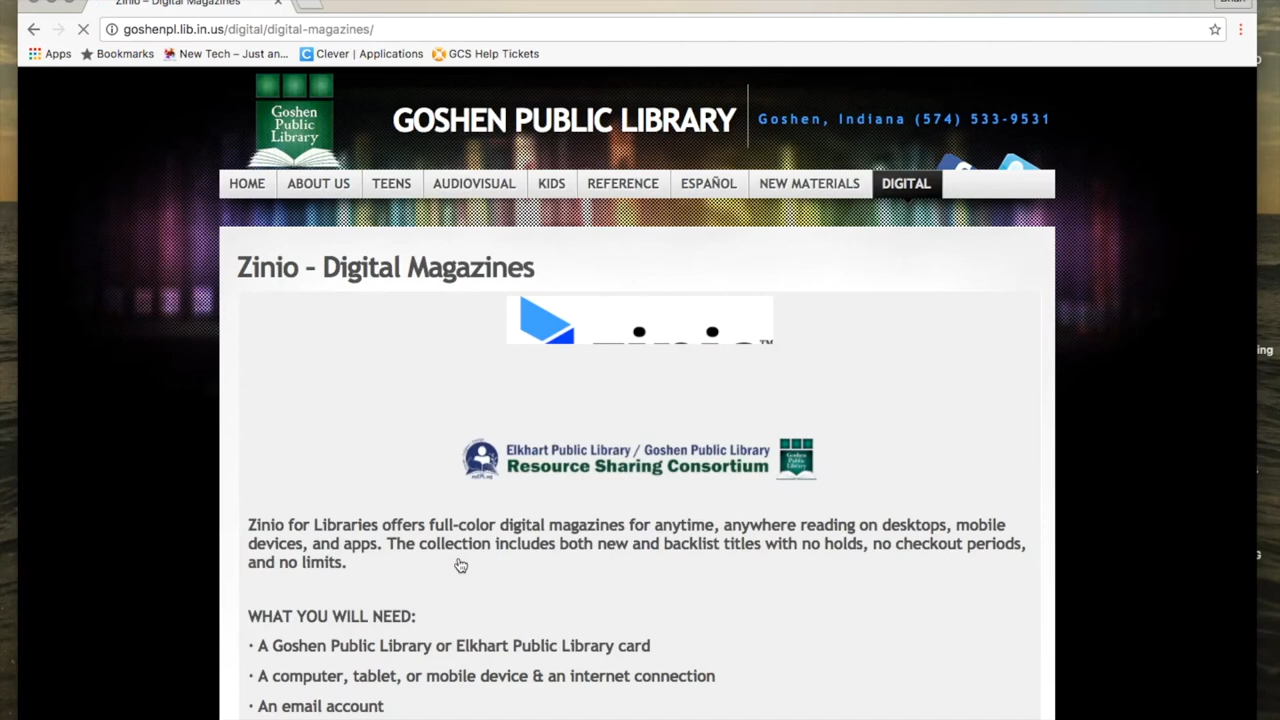 Zinio – Digital Magazines
goshenpl.lib.in.us/digital/digital-magazines/
Apps Bookmarks New Tech – Just an... Clever | Applications GCS Help Tickets
Goshen
Public
Library
GOSHEN PUBLIC LIBRARY
Goshen, Indiana (574) 533-9531
HOME ABOUT US TEENS AUDIOVISUAL KIDS REFERENCE ESPAÑOL NEW MATERIALS DIGITAL
Zinio – Digital Magazines
zinio™
Elkhart Public Library / Goshen Public Library
Resource Sharing Consortium
Zinio for Libraries offers full-color digital magazines for anytime, anywhere reading on desktops, mobile
devices, and apps. The collection includes both new and backlist titles with no holds, no checkout periods,
and no limits.
WHAT YOU WILL NEED:
· A Goshen Public Library or Elkhart Public Library card
· A computer, tablet, or mobile device & an internet connection
· An email account